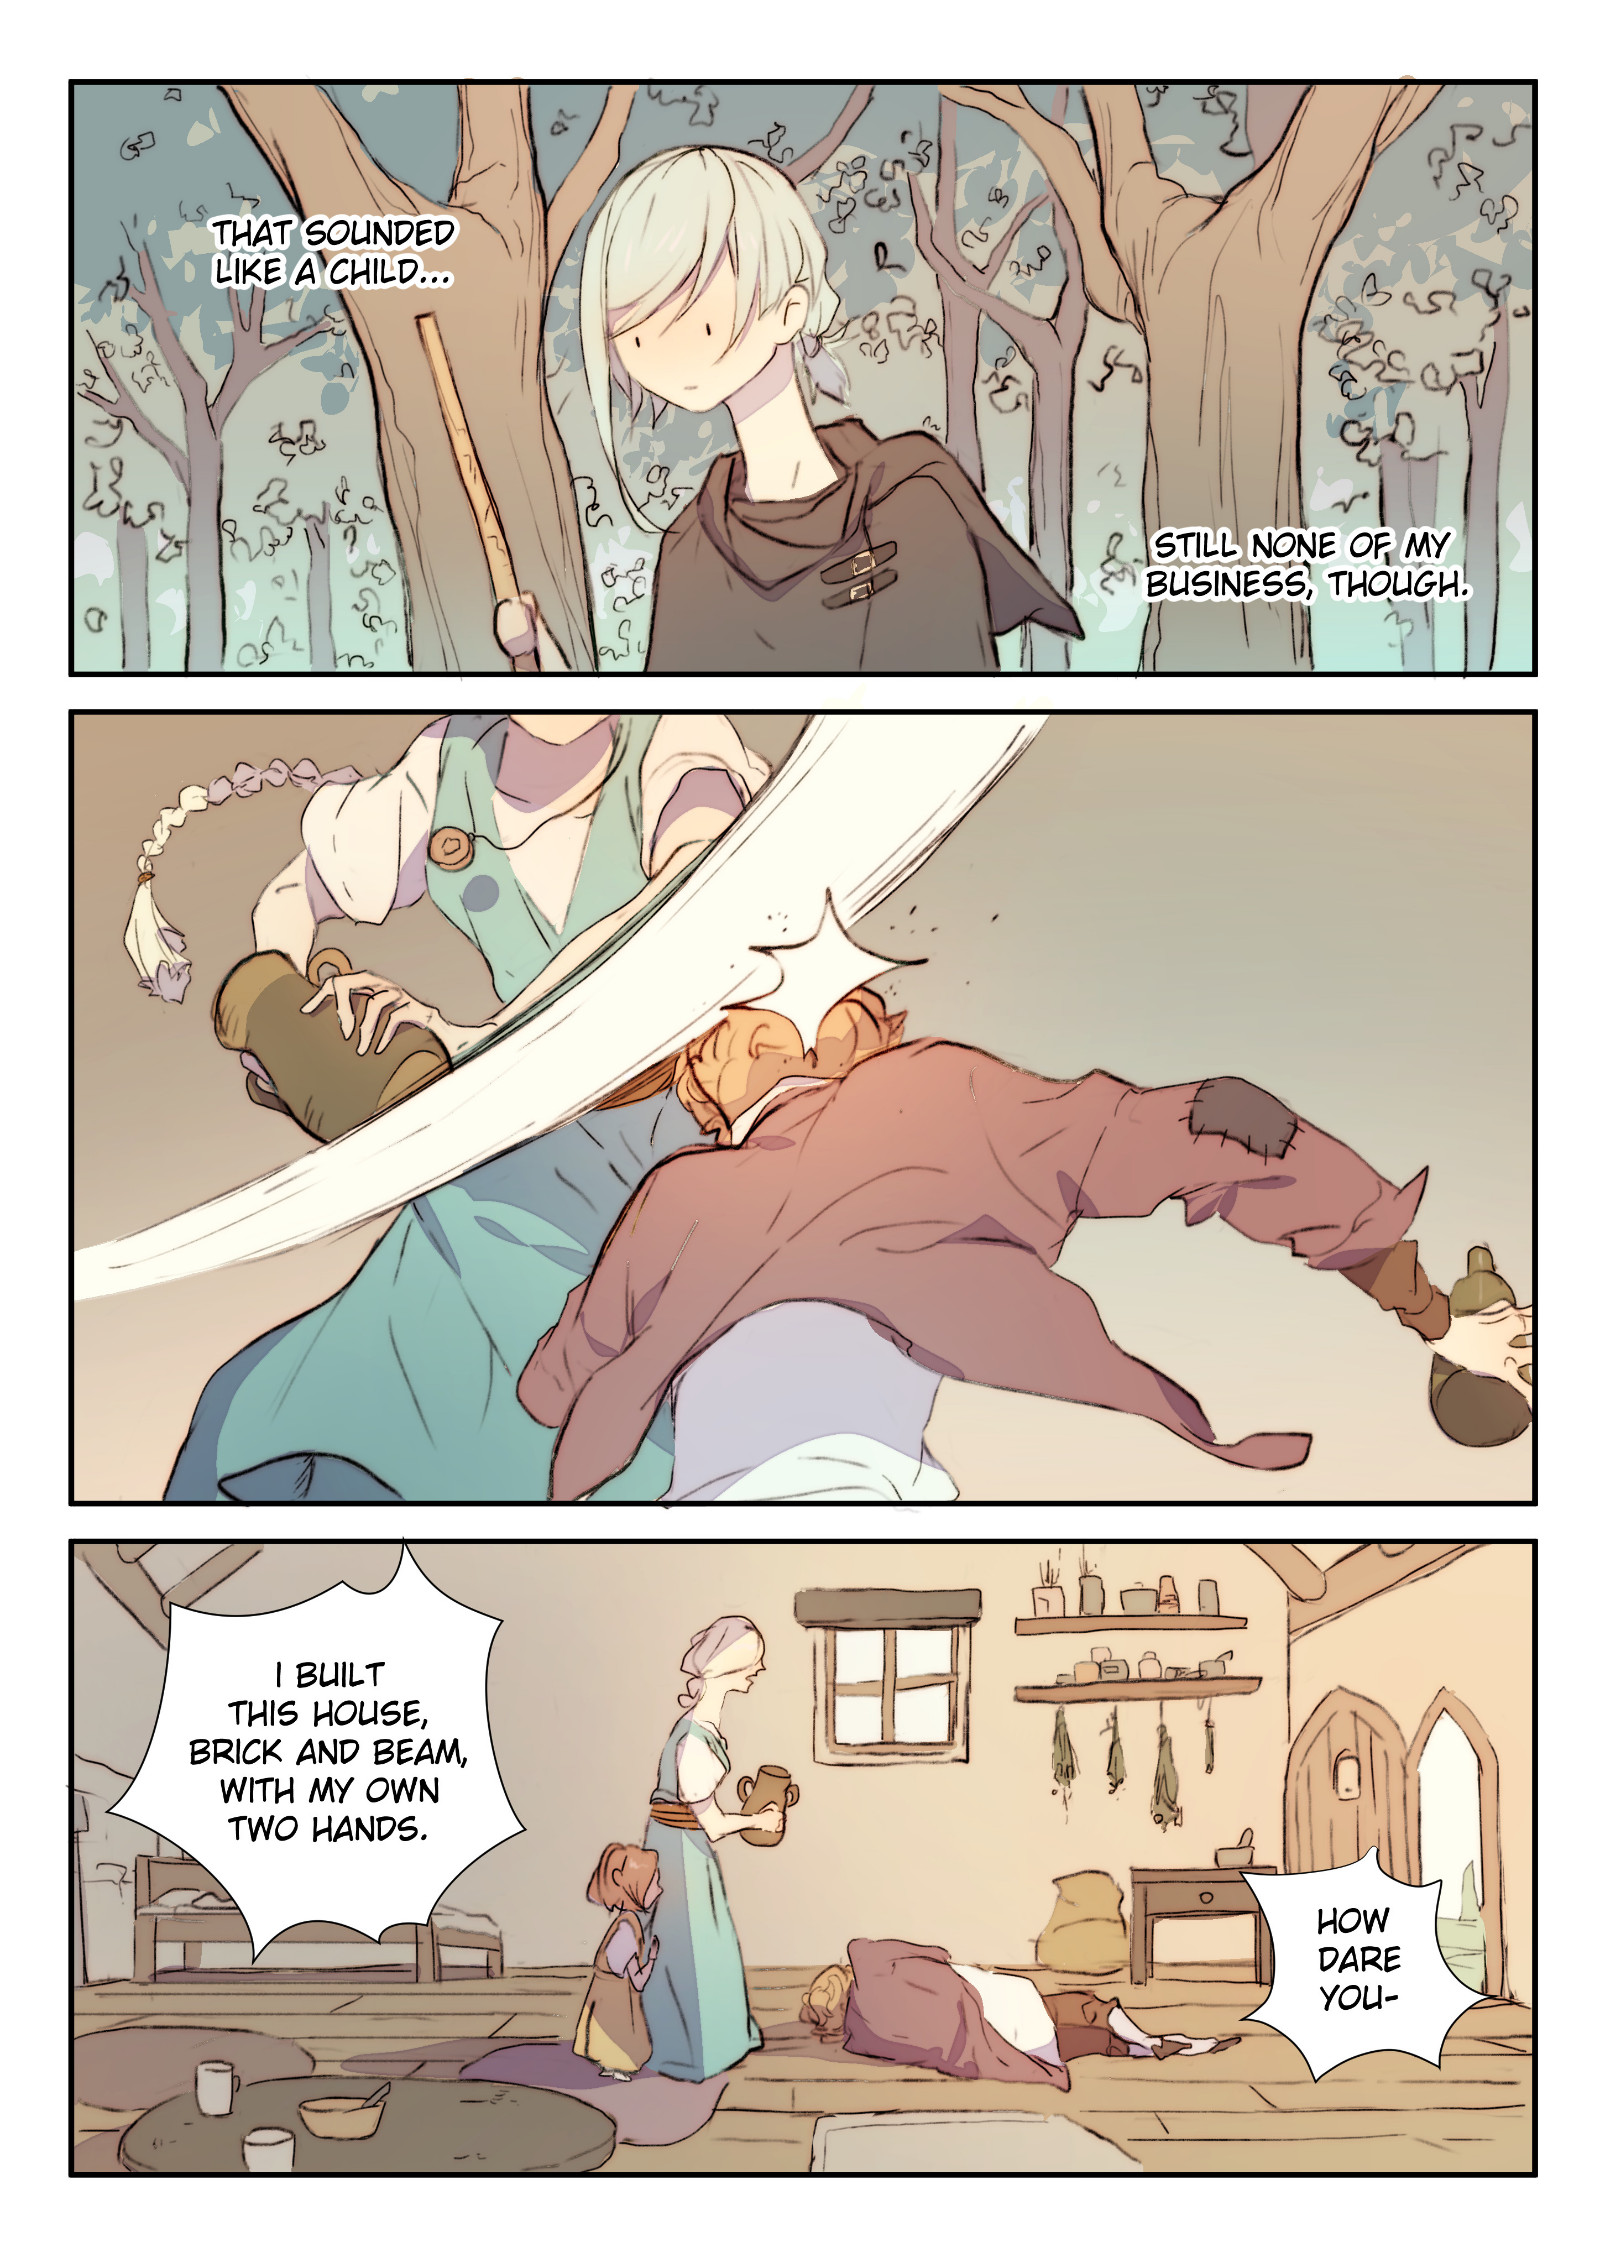 THAT SOUNDED
LIKE A CHILD...
STILL NONE OF MY
BUSINESS, THOUGH.
I BUILT
THIS HOUSE,
BRICK AND BEAM,
WITH MY OWN
TWO HANDS.
HOW
DARE
YOU-